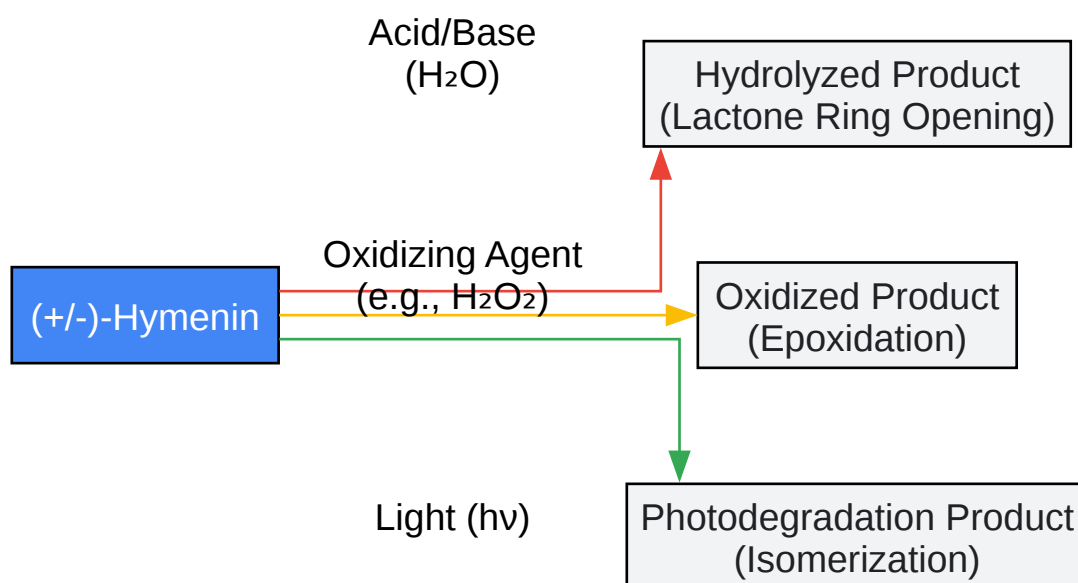 Acid/Base
(H₂O)
Hydrolyzed Product
(Lactone Ring Opening)
(+/-)-Hymenin
Oxidizing Agent
(e.g., H₂O₂)
Oxidized Product
(Epoxidation)
Light (hν)
Photodegradation Product
(Isomerization)